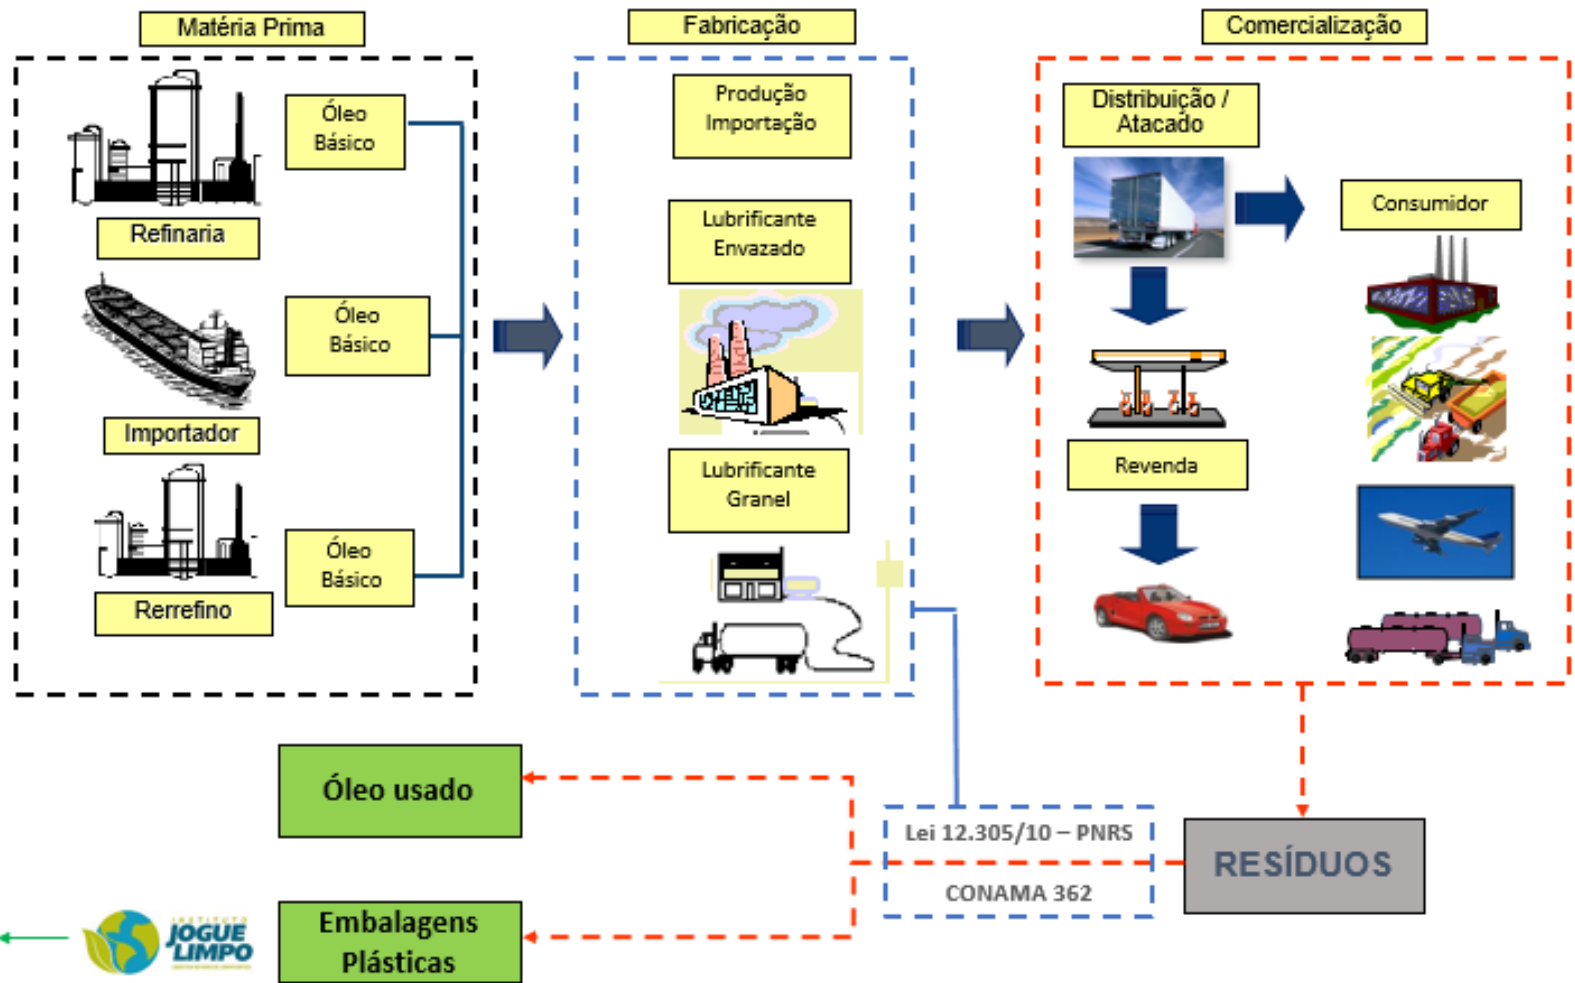 Matéria Prima
Fabricação
Comercialização
Óleo
Básico
Refinaria
Óleo
Básico
Importador
Óleo
Básico
Rerrefino
Produção
Importação
Lubrificante
Envazado
Lubrificante
Granel
Distribuição /
Atacado
Consumidor
Revenda
Óleo usado
Lei 12.305/10 – PNRS
CONAMA 362
RESÍDUOS
INSTITUTO
JOGUE
LIMPO
Embalagens
Plásticas